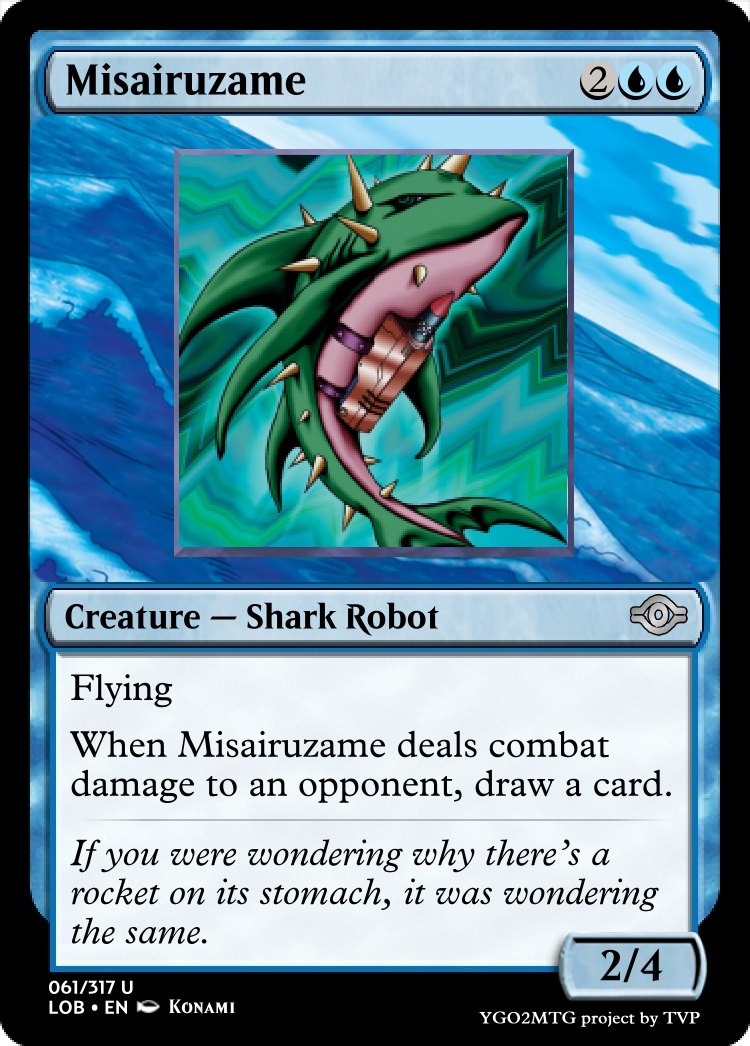 Misairuzame 2
Creature — Shark Robot
Flying
When Misairuzame deals combat
damage to an opponent, draw a card.
If you were wondering why there's a
rocket on its stomach, it was wondering
the same.
2/4
061/317 U
LOB • EN KONAMI
YGO2MTG project by TVP